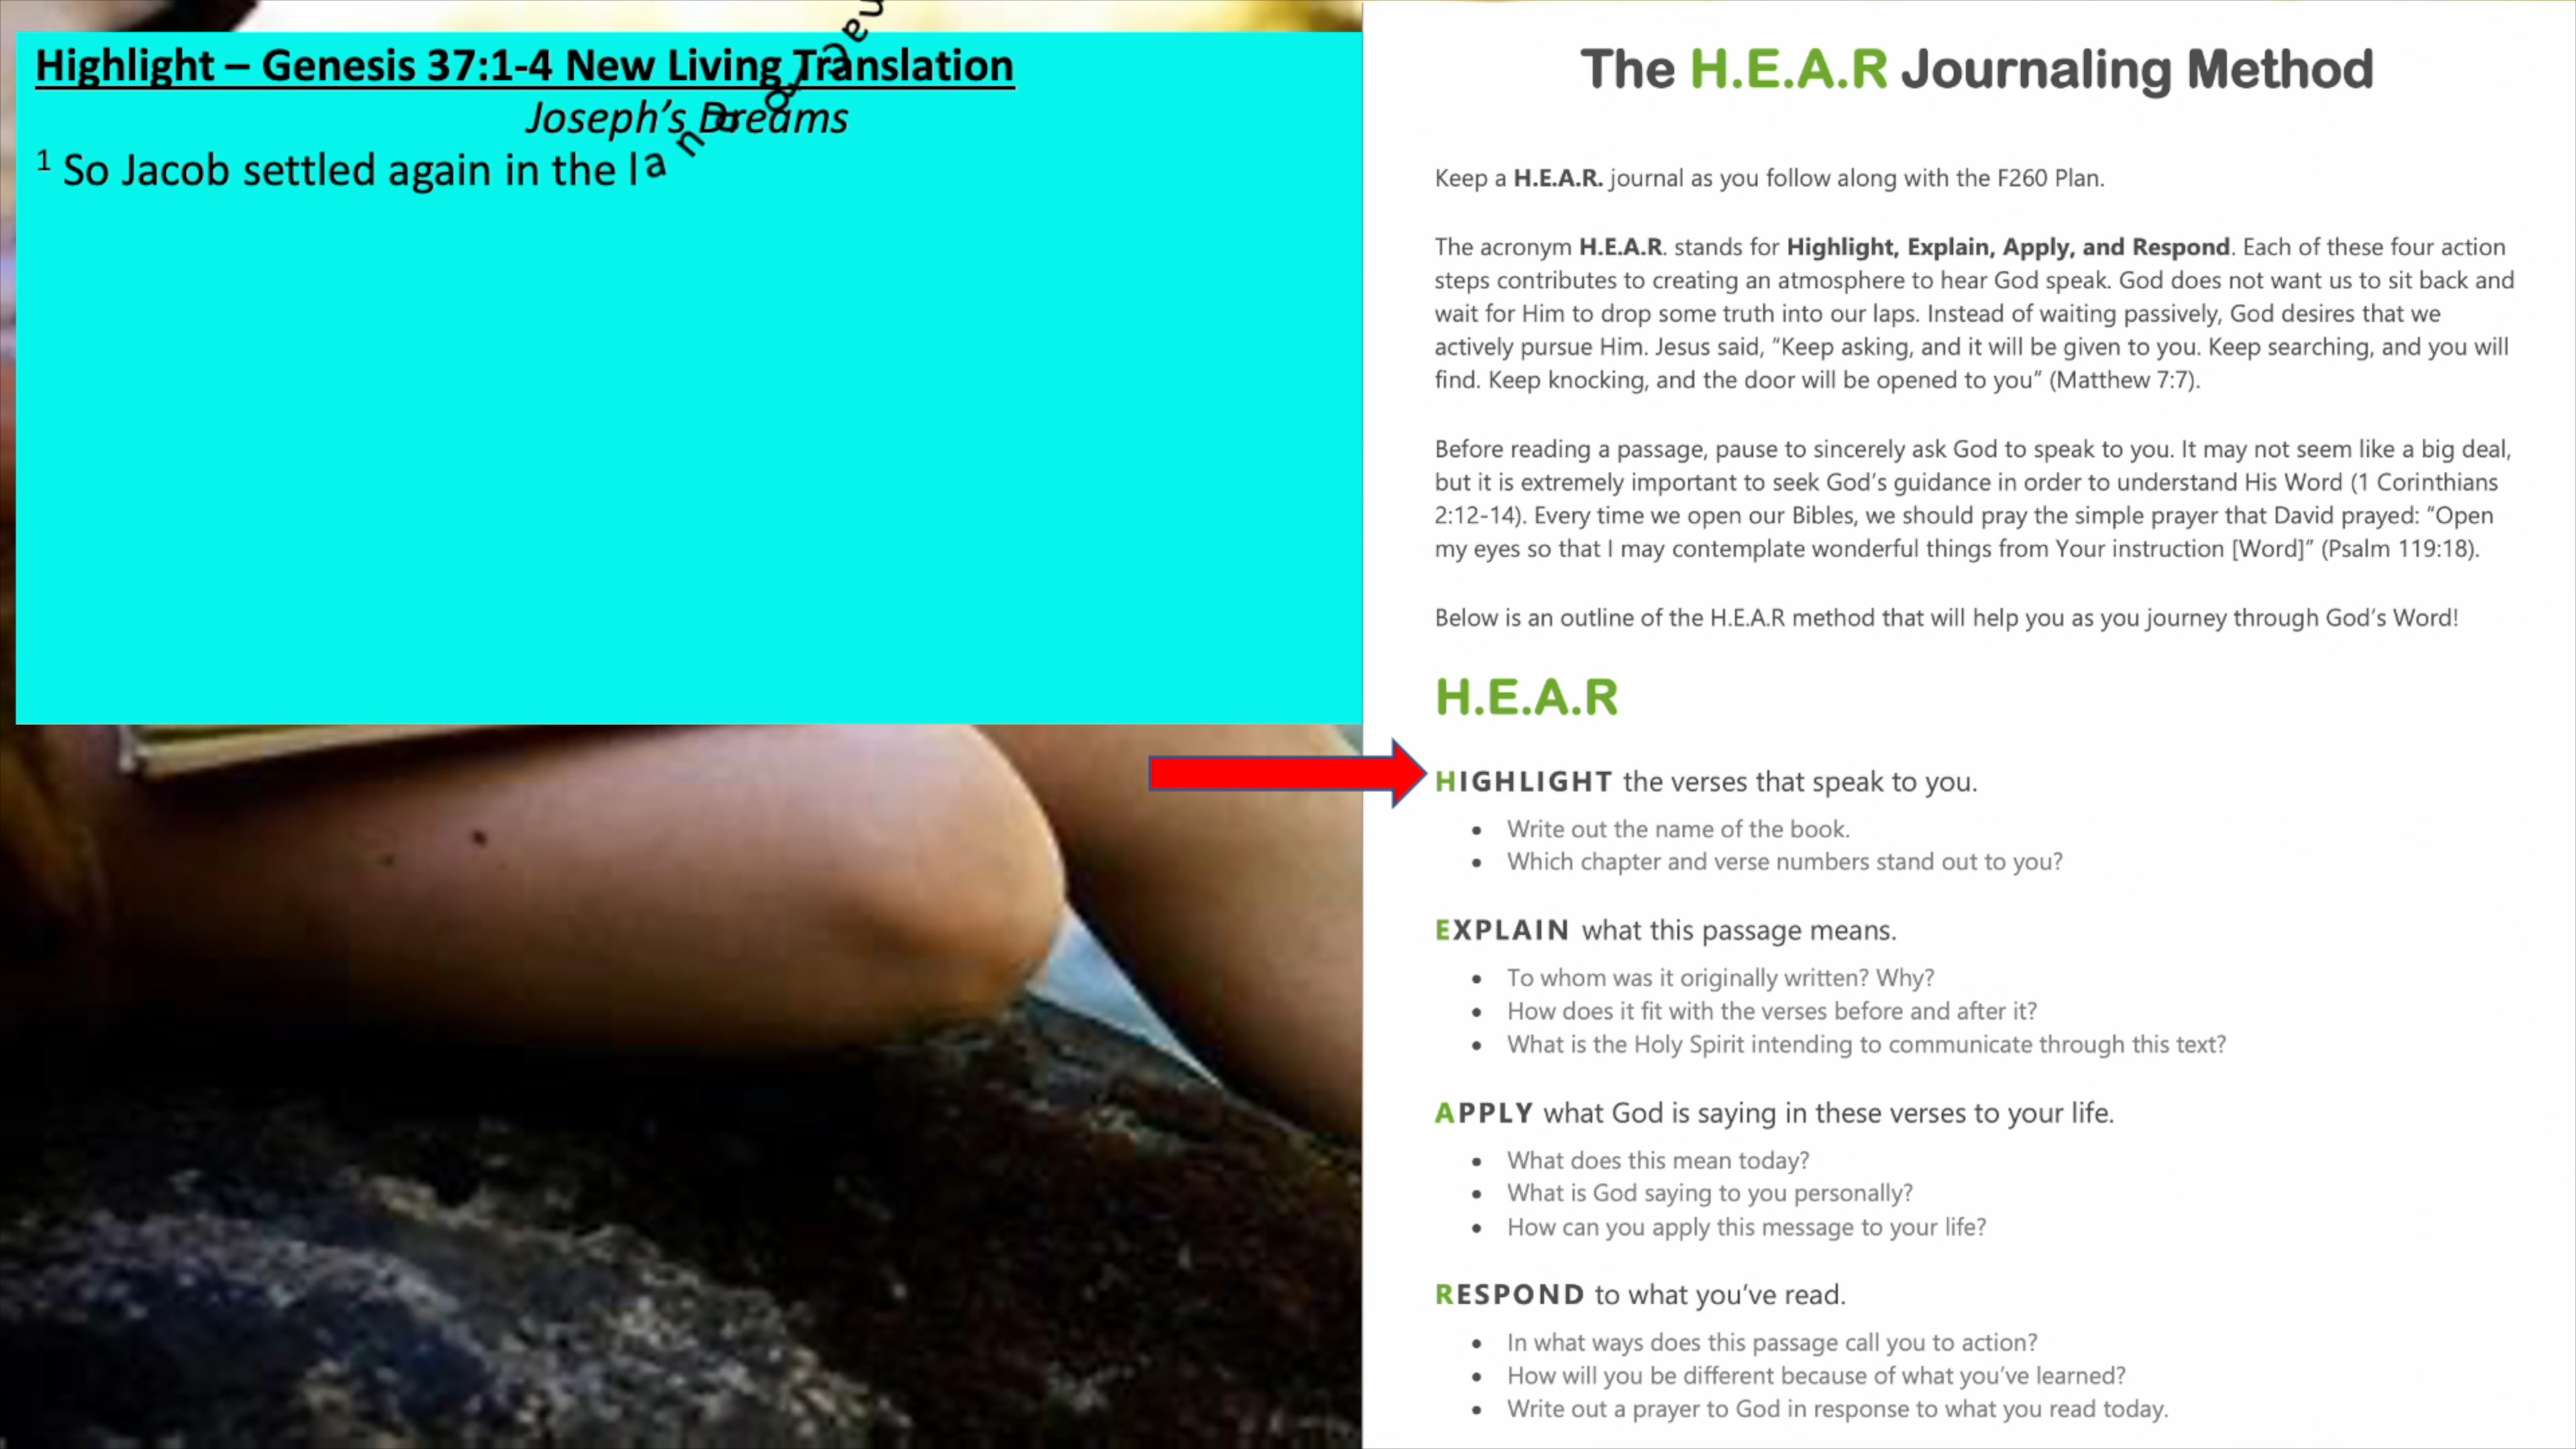 Highlight – Genesis 37:1-4 New Living Translation
Joseph's Dreams
1 So Jacob settled again in the
The H.E.A.R Journaling Method
Keep a H.E.A.R. journal as you follow along with the F260 Plan.
The acronym H.E.A.R. stands for Highlight, Explain, Apply, and Respond. Each of these four action
steps contributes to creating an atmosphere to hear God speak. God does not want us to sit back and
wait for Him to drop some truth into our laps. Instead of waiting passively, God desires that we
actively pursue Him. Jesus said, “Keep asking, and it will be given to you. Keep searching, and you will
find. Keep knocking, and the door will be opened to you” (Matthew 7:7).
Before reading a passage, pause to sincerely ask God to speak to you. It may not seem like a big deal,
but it is extremely important to seek God's guidance in order to understand His Word (1 Corinthians
2:12-14). Every time we open our Bibles, we should pray the simple prayer that David prayed: “Open
my eyes so that I may contemplate wonderful things from Your instruction [Word]” (Psalm 119:18).
Below is an outline of the H.E.A.R method that will help you as you journey through God's Word!
H.E.A.R
HIGHLIGHT the verses that speak to you.
• Write out the name of the book.
• Which chapter and verse numbers stand out to you?
EXPLAIN what this passage means.
• To whom was it originally written? Why?
• How does it fit with the verses before and after it?
• What is the Holy Spirit intending to communicate through this text?
APPLY what God is saying in these verses to your life.
• What does this mean today?
• What is God saying to you personally?
• How can you apply this message to your life?
RESPOND to what you've read.
• In what ways does this passage call you to action?
• How will you be different because of what you've learned?
• Write out a prayer to God in response to what you read today.